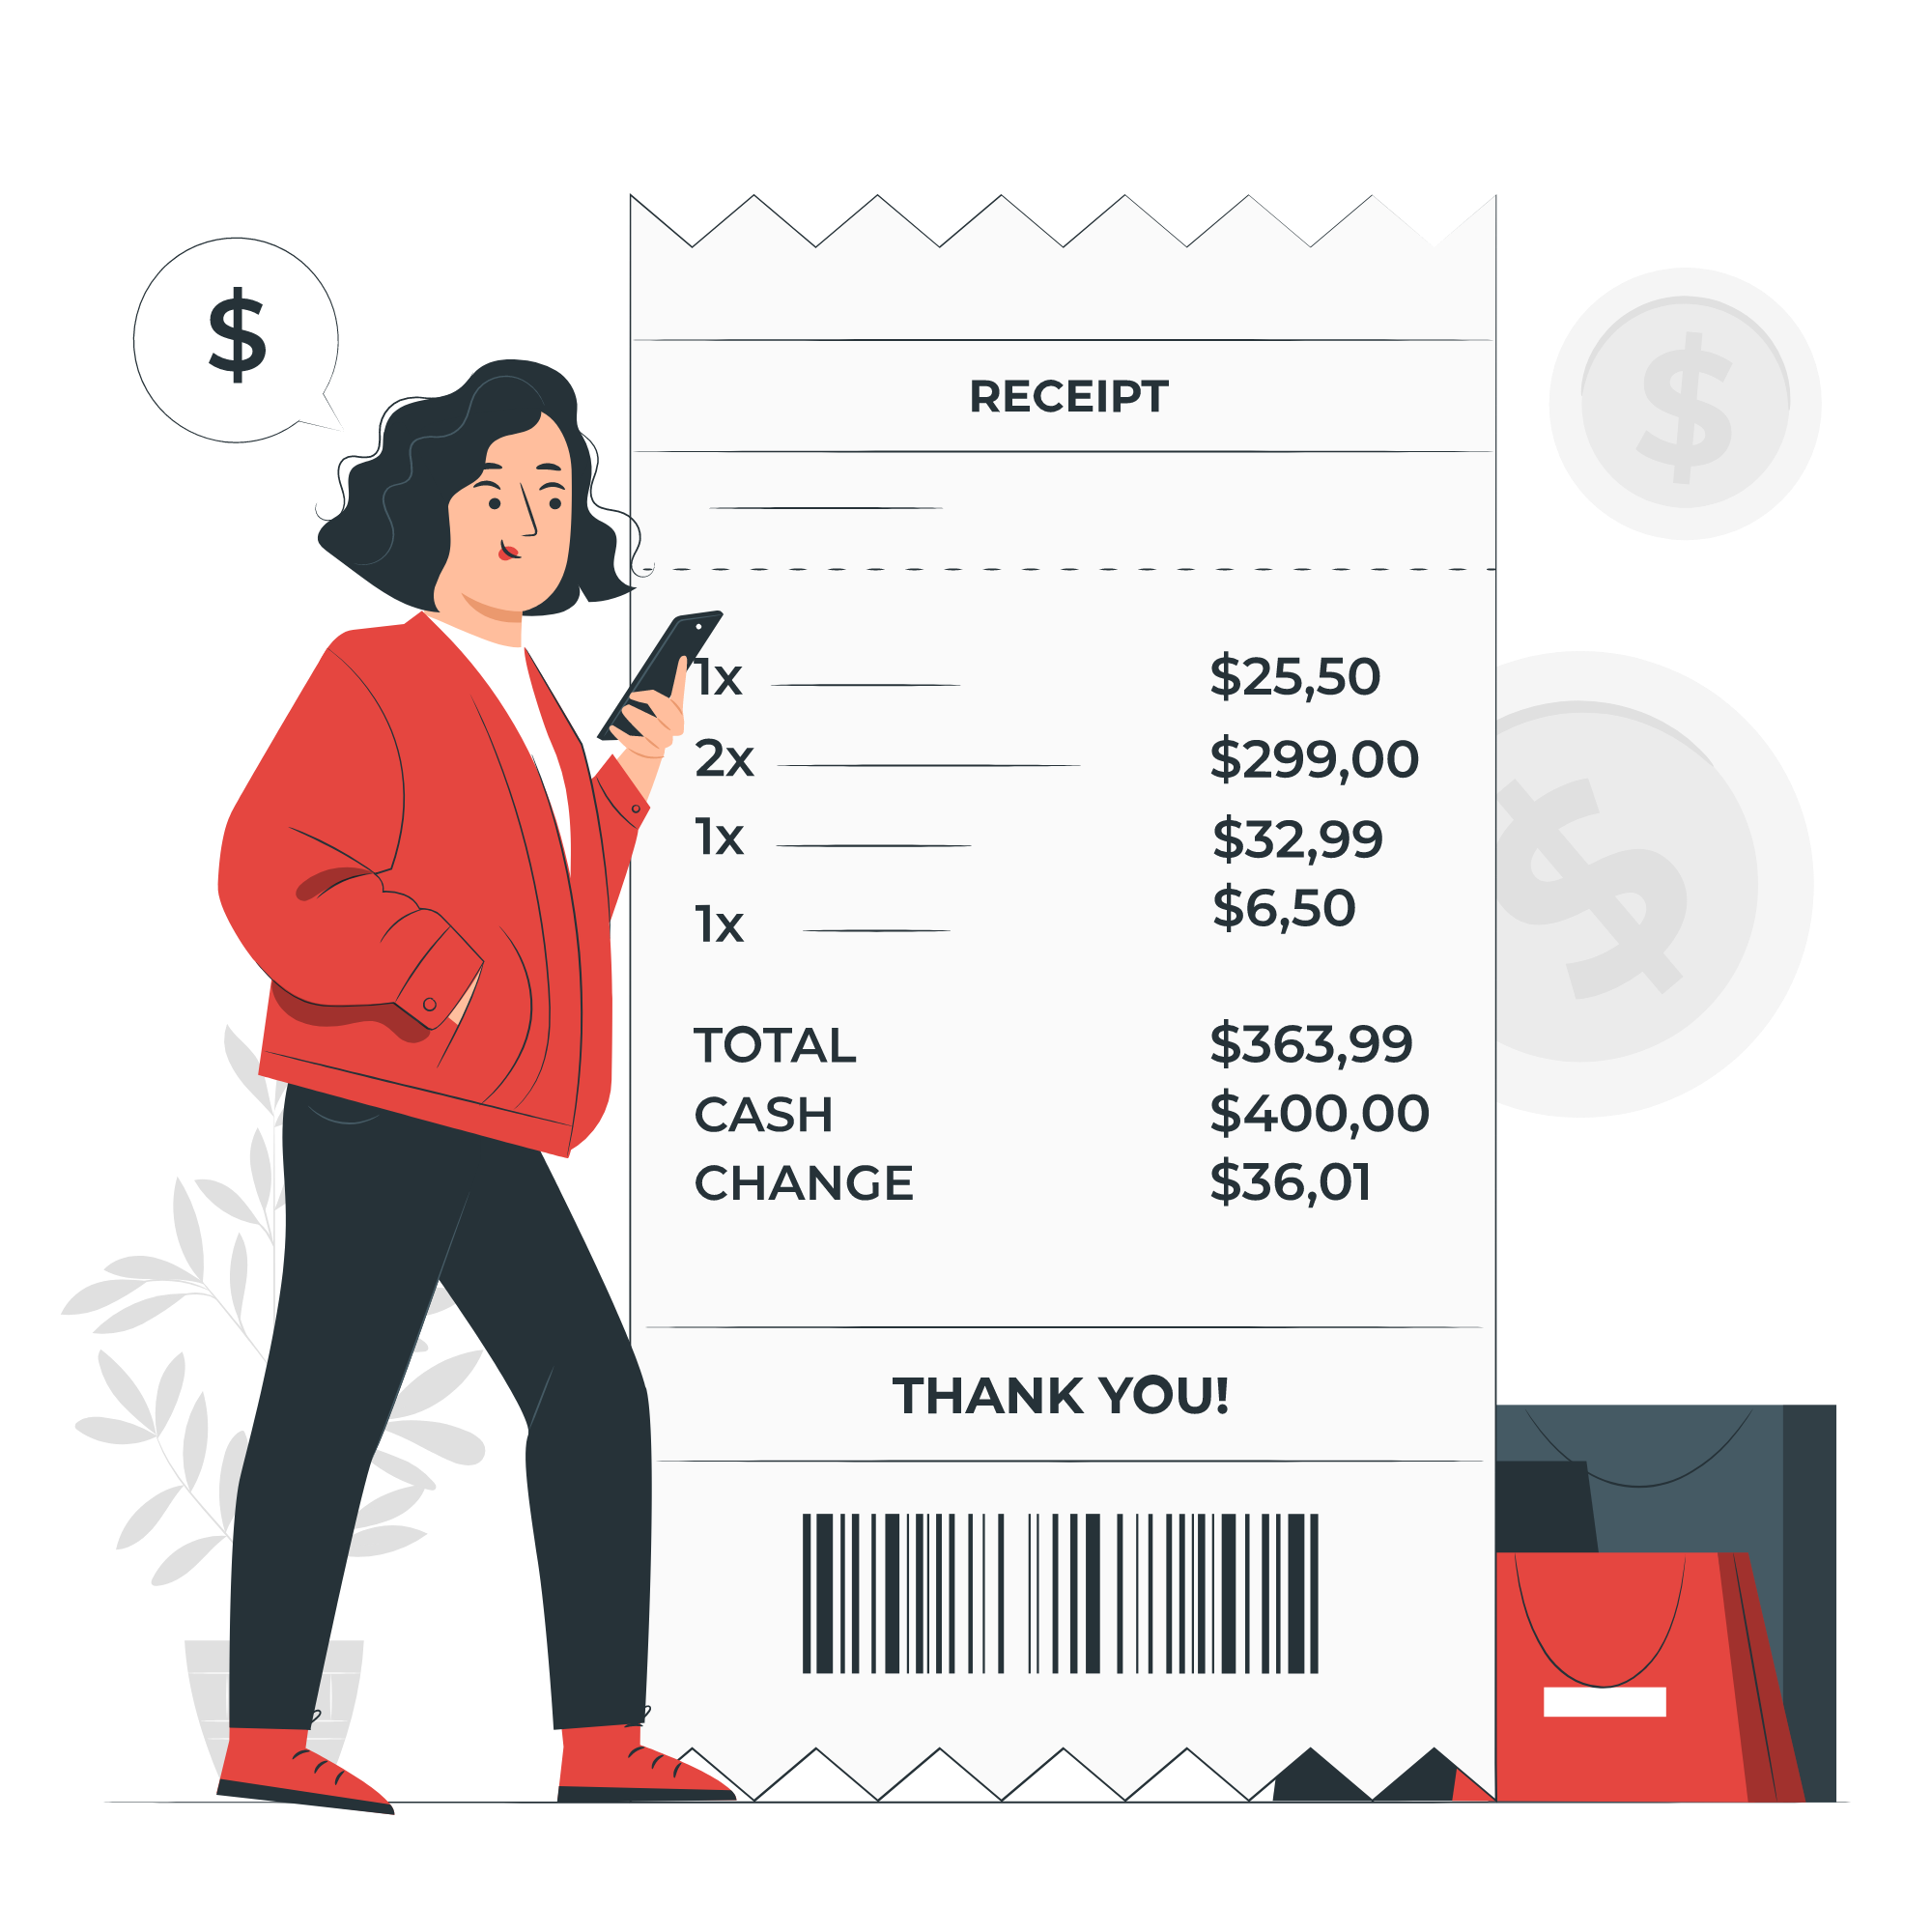 $
RECEIPT
1x $25,50
2x $299,00
1x $32,99
1x $6,50
TOTAL $363,99
CASH $400,00
CHANGE $36,01
THANK YOU!
$
$